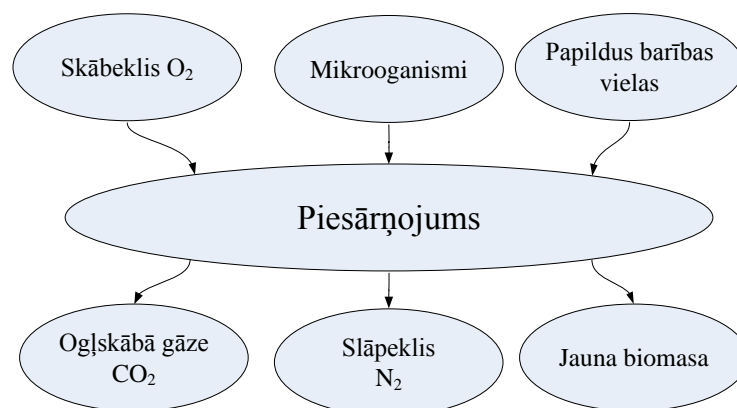 Skābeklis O₂
Mikrooganismi
Papildus barības
vielas
Piesārņojums
Ogļskābā gāze
CO₂
Slāpeklis
N₂
Jauna biomasa